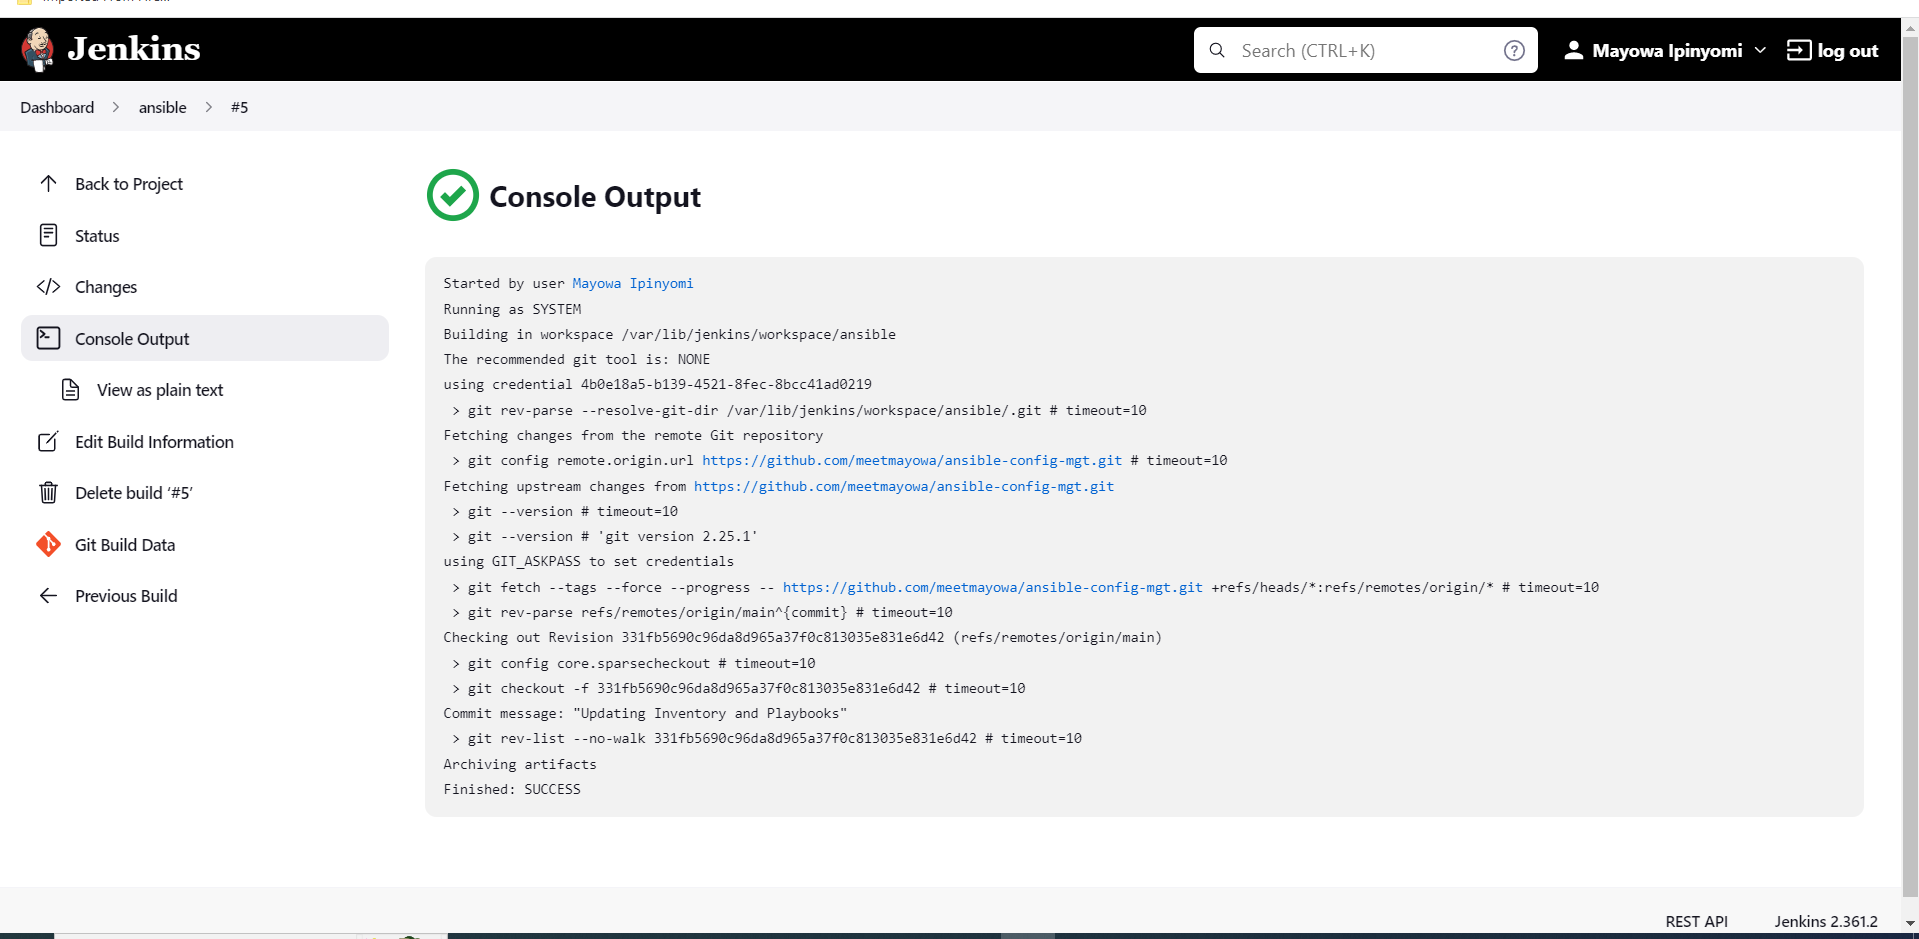 Jenkins
Search (CTRL+K)
Mayowa Ipinyomi
log out
Dashboard > ansible > #5
Back to Project
Status
Changes
Console Output
View as plain text
Edit Build Information
Delete build ‘#5’
Git Build Data
Previous Build
Console Output
Started by user Mayowa Ipinyomi
Running as SYSTEM
Building in workspace /var/lib/jenkins/workspace/ansible
The recommended git tool is: NONE
using credential 4b0e18a5-b139-4521-8fec-8bcc41ad0219
> git rev-parse --resolve-git-dir /var/lib/jenkins/workspace/ansible/.git # timeout=10
Fetching changes from the remote Git repository
> git config remote.origin.url https://github.com/meetmayowa/ansible-config-mgt.git # timeout=10
Fetching upstream changes from https://github.com/meetmayowa/ansible-config-mgt.git
> git --version # timeout=10
> git --version # 'git version 2.25.1'
using GIT_ASKPASS to set credentials
> git fetch --tags --force --progress -- https://github.com/meetmayowa/ansible-config-mgt.git +refs/heads/*:refs/remotes/origin/* # timeout=10
> git rev-parse refs/remotes/origin/main^{commit} # timeout=10
Checking out Revision 331fb5690c96da8d965a37f0c813035e831e6d42 (refs/remotes/origin/main)
> git config core.sparsecheckout # timeout=10
> git checkout -f 331fb5690c96da8d965a37f0c813035e831e6d42 # timeout=10
Commit message: "Updating Inventory and Playbooks"
> git rev-list --no-walk 331fb5690c96da8d965a37f0c813035e831e6d42 # timeout=10
Archiving artifacts
Finished: SUCCESS
REST API
Jenkins 2.361.2